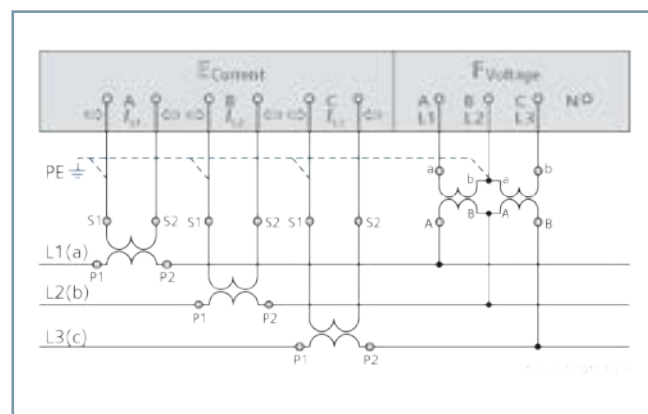 E Current F Voltage
A B C A B C N
I L1 I L2 L1 L2 L3
PE
a b a b
S1 S2 S1 S2 S1 S2 A B A B
L1(a)
P1 P2
L2(b)
P1 P2
L3(c)
P1 P2